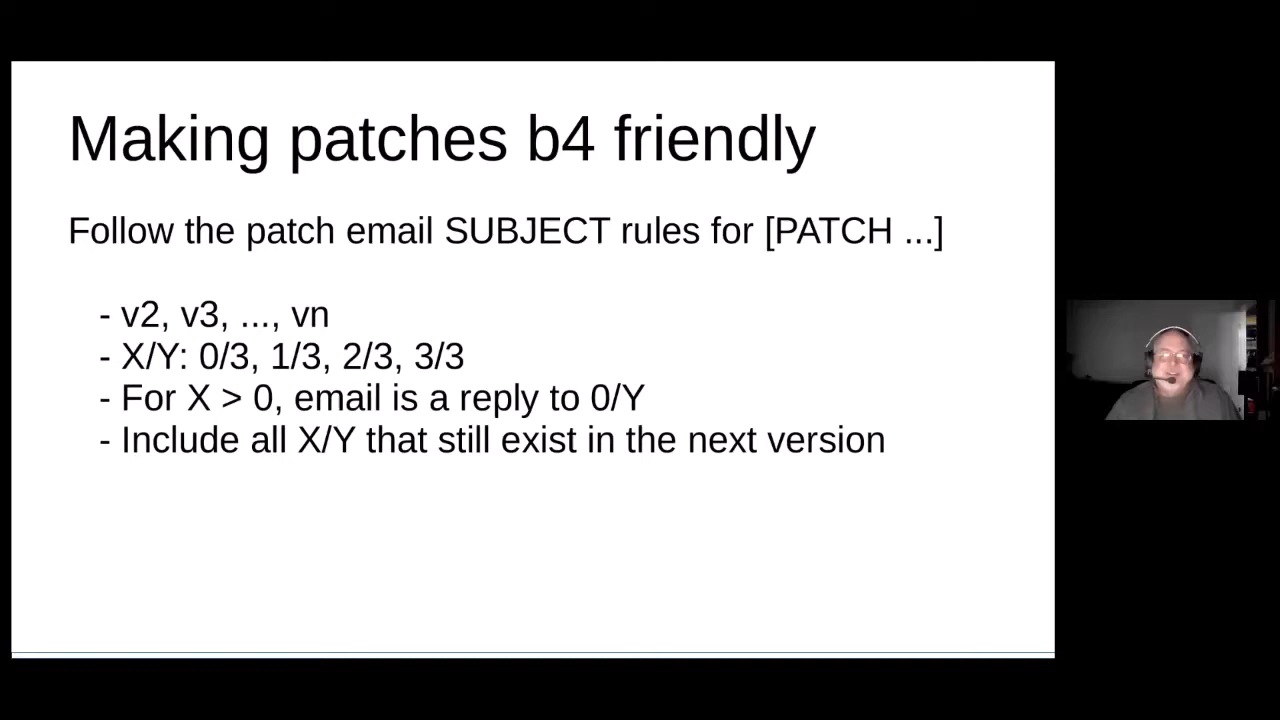 Making patches b4 friendly
Follow the patch email SUBJECT rules for [PATCH ...]
- v2, v3, ..., vn
- X/Y: 0/3, 1/3, 2/3, 3/3
- For X > 0, email is a reply to 0/Y
- Include all X/Y that still exist in the next version